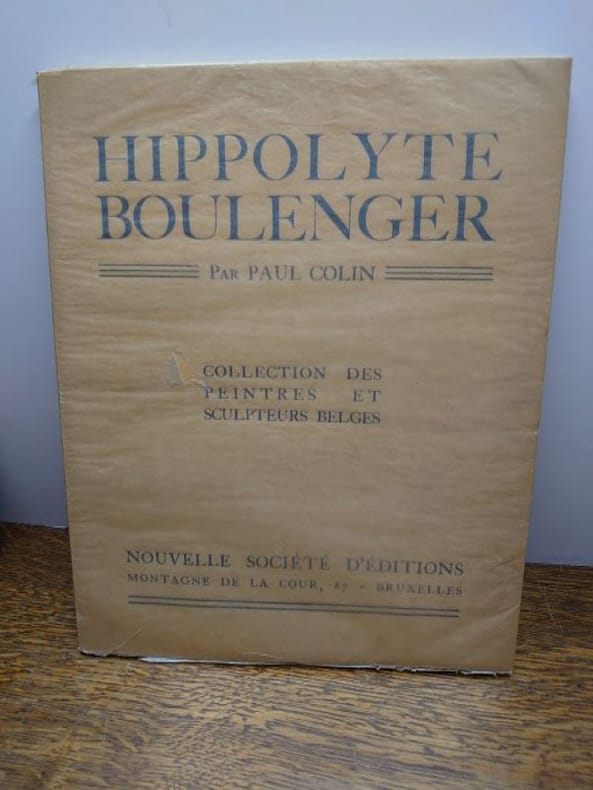 HIPPOLYTE
BOULENGER
PAR PAUL COLIN
COLLECTION DES
PEINTRES ET
SCULPTEURS BELGES
NOUVELLE SOCIÉTÉ D'ÉDITIONS
MONTAGNE DE LA COUR, 87 - BRUXELLES